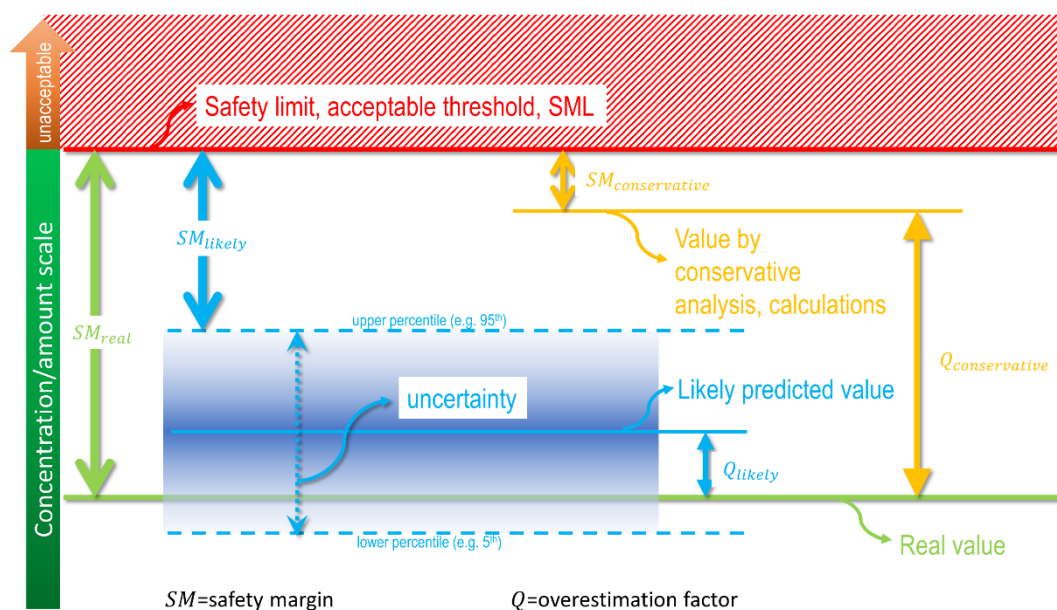 unacceptable
Concentration/amount scale
Safety limit, acceptable threshold, SML
SM_conservative
SM_likely
Value by
conservative
analysis, calculations
upper percentile (e.g. 95th)
SM_real
Q_conservative
uncertainty
Likely predicted value
Q_likely
lower percentile (e.g. 5th)
Real value
SM=safety margin
Q=overestimation factor